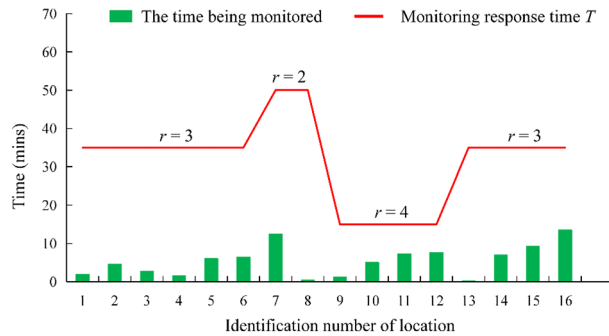 The time being monitored
Monitoring response time T
70
60
50
40
30
20
10
0
Time (mins)
r = 3
r = 2
r = 4
r = 3
1 2 3 4 5 6 7 8 9 10 11 12 13 14 15 16
Identification number of location